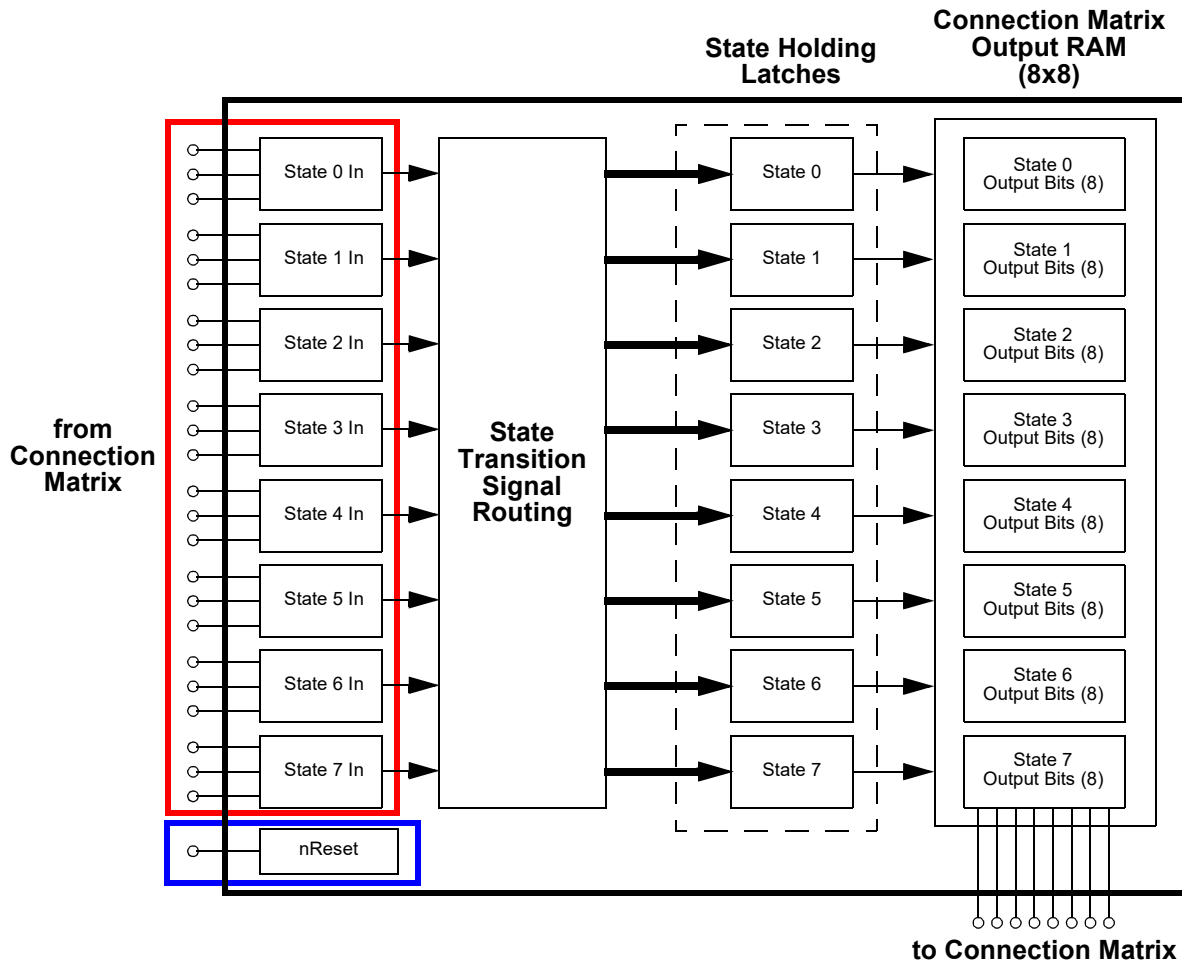 Connection Matrix
Output RAM
(8x8)
State Holding
Latches
from
Connection
Matrix
State 0 In
State 1 In
State 2 In
State 3 In
State 4 In
State 5 In
State 6 In
State 7 In
nReset
State
Transition
Signal
Routing
State 0
State 1
State 2
State 3
State 4
State 5
State 6
State 7
State 0
Output Bits (8)
State 1
Output Bits (8)
State 2
Output Bits (8)
State 3
Output Bits (8)
State 4
Output Bits (8)
State 5
Output Bits (8)
State 6
Output Bits (8)
State 7
Output Bits (8)
to Connection Matrix